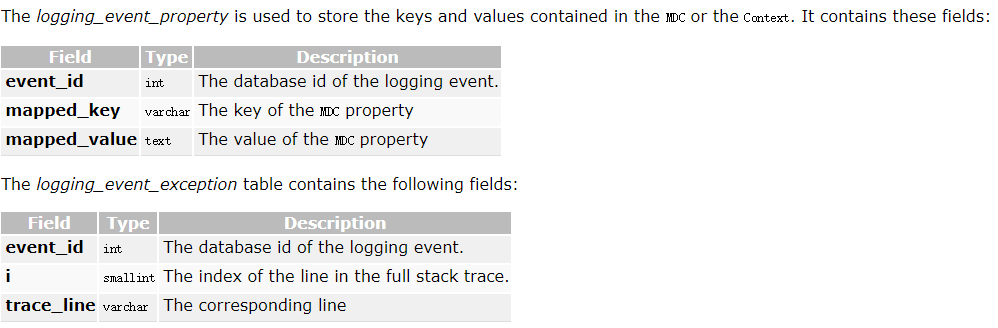 The logging_event_property is used to store the keys and values contained in the MDC or the Context. It contains these fields:
Field Type Description
event_id int The database id of the logging event.
mapped_key varchar The key of the MDC property
mapped_value text The value of the MDC property
The logging_event_exception table contains the following fields:
Field Type Description
event_id int The database id of the logging event.
i smallint The index of the line in the full stack trace.
trace_line varchar The corresponding line